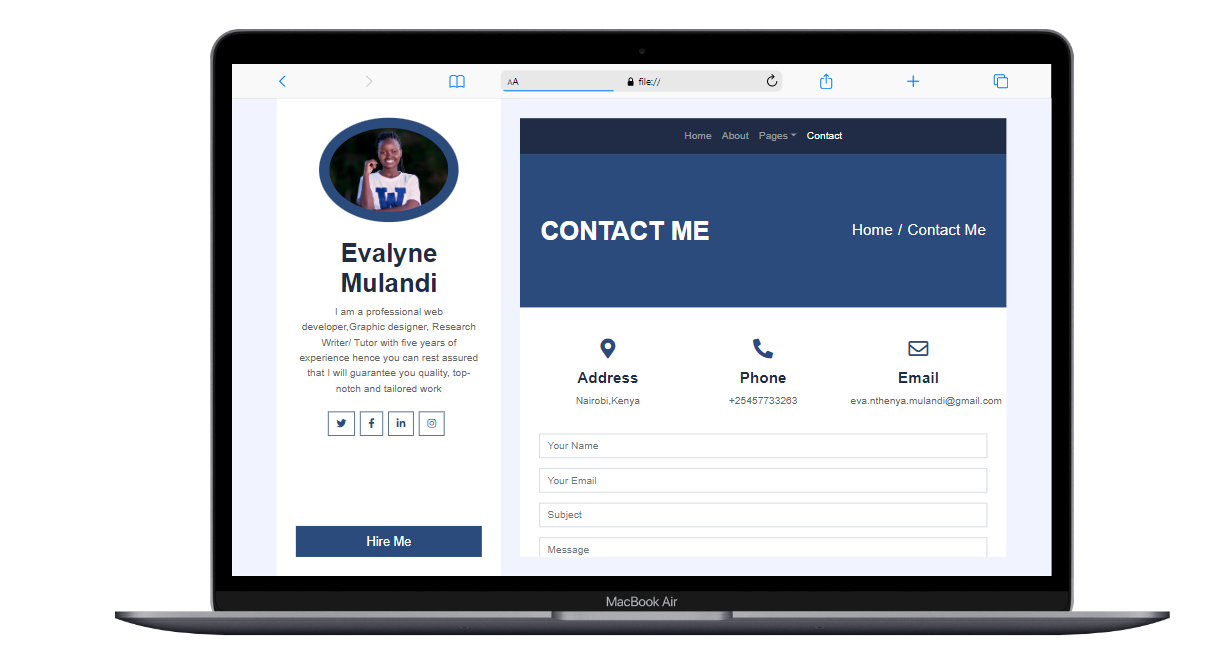 AA
file://
Evalyne
Mulandi
I am a professional web
developer,Graphic designer, Research
Writer/ Tutor with five years of
experience hence you can rest assured
that I will guarantee you quality, top-
notch and tailored work
Hire Me
Home About Pages Contact
CONTACT ME
Home / Contact Me
Address
Nairobi,Kenya
Phone
+25457733263
Email
eva.nthenya.mulandi@gmail.com
Your Name
Your Email
Subject
Message
W
MacBook Air